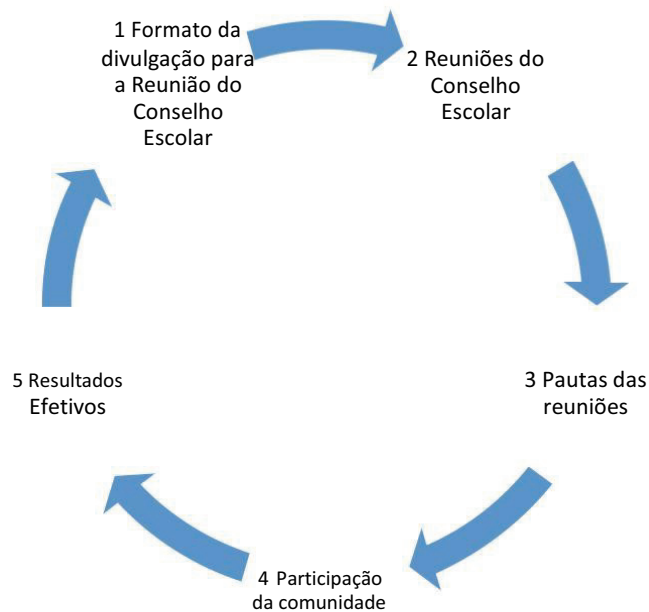 1 Formato da
divulgação para
a Reunião do
Conselho
Escolar
2 Reuniões do
Conselho
Escolar
3 Pautas das
reuniões
4 Participação
da comunidade
5 Resultados
Efetivos